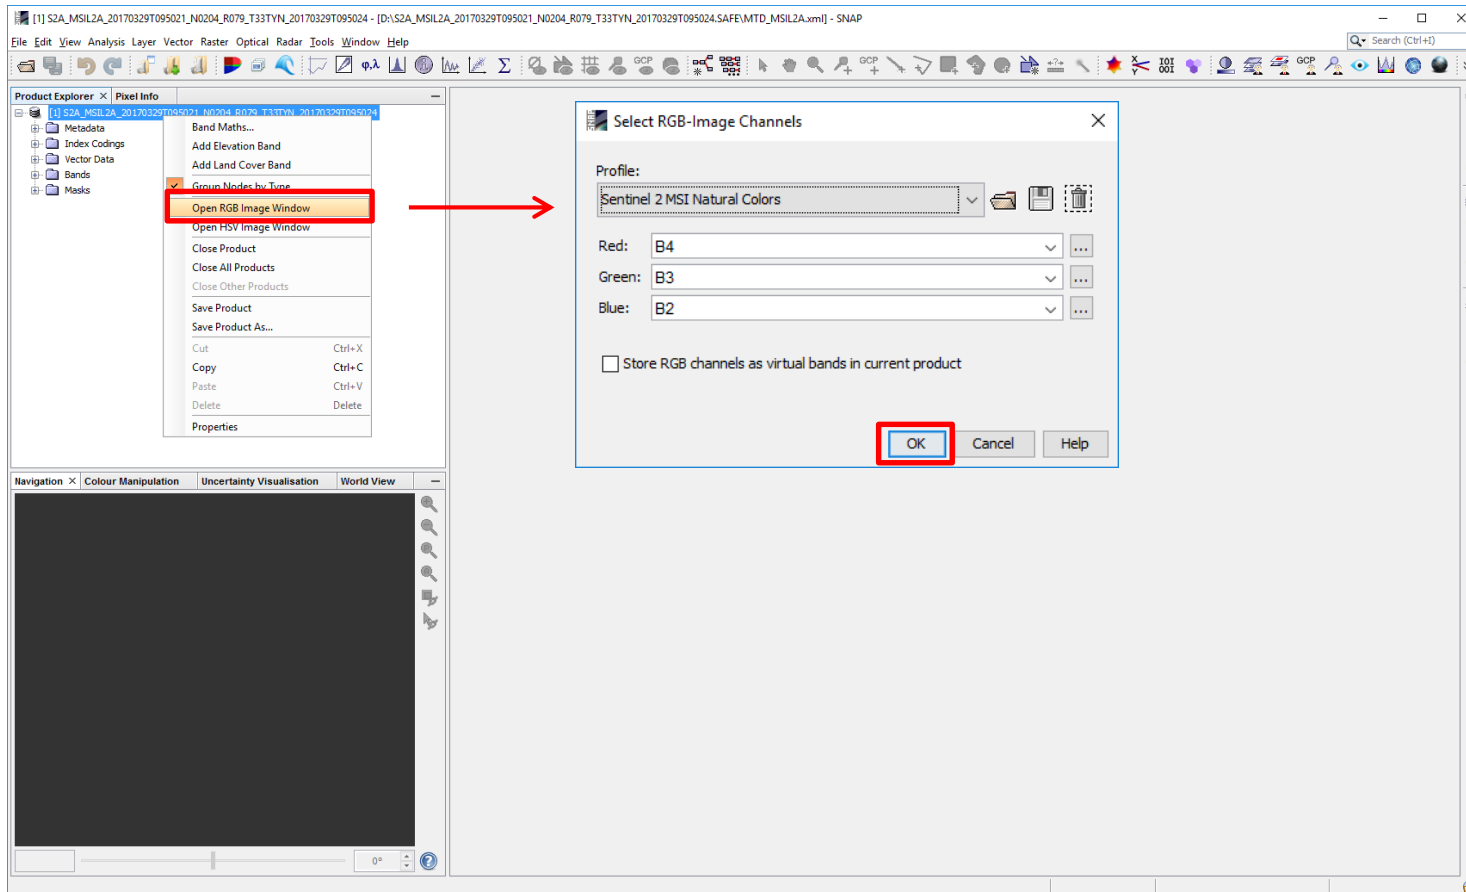 [1] S2A_MSIL2A_20170329T095021_N0204_R079_T33TYN_20170329T095024 - [D:\S2A_MSIL2A_20170329T095021_N0204_R079_T33TYN_20170329T095024.SAFE\MTD_MSIL2A.xml] - SNAP
File Edit View Analysis Layer Vector Raster Optical Radar Tools Window Help
Search (Ctrl+I)
Product Explorer × Pixel Info
[1] S2A_MSIL2A_20170329T095021_N0204_R079_T33TYN_20170329T095024
Metadata
Index Codings
Vector Data
Bands
Masks
Band Maths...
Add Elevation Band
Add Land Cover Band
Group Nodes by Type
Open RGB Image Window
Open HSV Image Window
Close Product
Close All Products
Close Other Products
Save Product
Save Product As...
Cut Ctrl+X
Copy Ctrl+C
Paste Ctrl+V
Delete Delete
Properties
Select RGB-Image Channels
Profile:
Sentinel 2 MSI Natural Colors
Red: B4 ...
Green: B3 ...
Blue: B2 ...
Store RGB channels as virtual bands in current product
OK Cancel Help
Navigation × Colour Manipulation Uncertainty Visualisation World View
0°